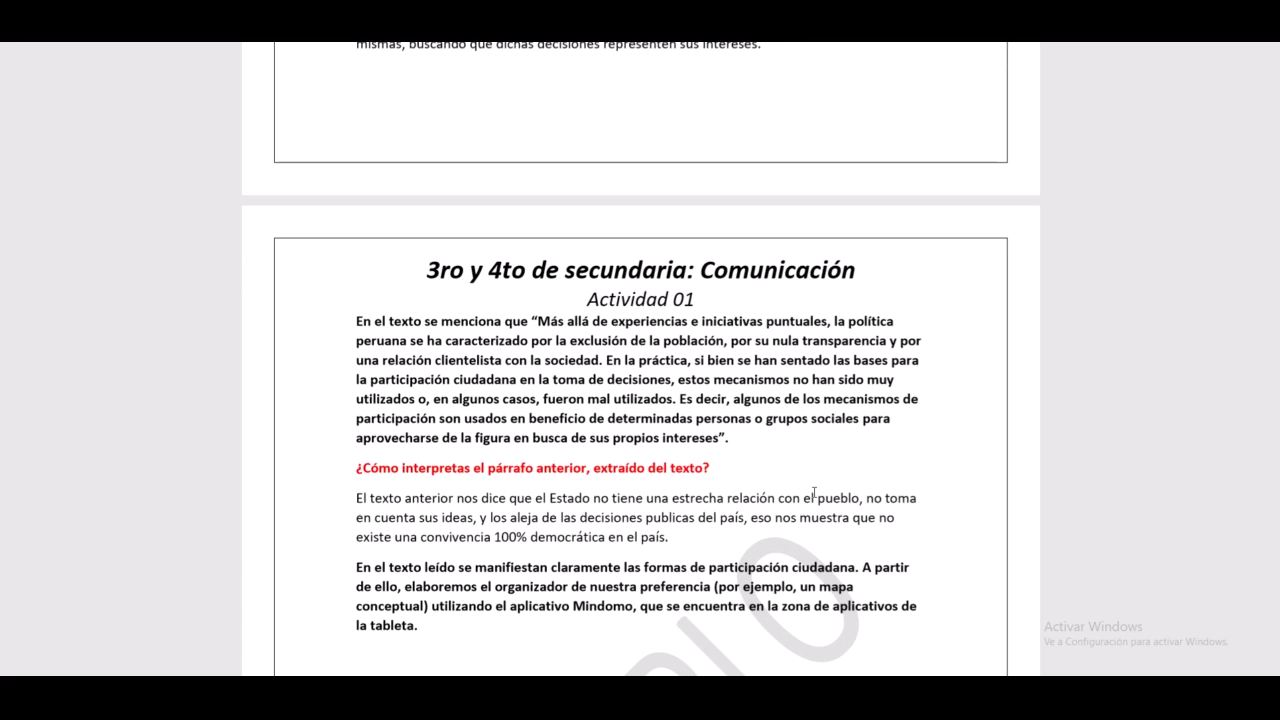 mismas, buscando que dichas decisiones representen sus intereses.
3ro y 4to de secundaria: Comunicación
Actividad 01
En el texto se menciona que “Más allá de experiencias e iniciativas puntuales, la política
peruana se ha caracterizado por la exclusión de la población, por su nula transparencia y por
una relación clientelista con la sociedad. En la práctica, si bien se han sentado las bases para
la participación ciudadana en la toma de decisiones, estos mecanismos no han sido muy
utilizados o, en algunos casos, fueron mal utilizados. Es decir, algunos de los mecanismos de
participación son usados en beneficio de determinadas personas o grupos sociales para
aprovecharse de la figura en busca de sus propios intereses”.
¿Cómo interpretas el párrafo anterior, extraído del texto?
El texto anterior nos dice que el Estado no tiene una estrecha relación con el pueblo, no toma
en cuenta sus ideas, y los aleja de las decisiones publicas del país, eso nos muestra que no
existe una convivencia 100% democrática en el país.
En el texto leído se manifiestan claramente las formas de participación ciudadana. A partir
de ello, elaboremos el organizador de nuestra preferencia (por ejemplo, un mapa
conceptual) utilizando el aplicativo Mindomo, que se encuentra en la zona de aplicativos de
la tableta.
Activar Windows
Ve a Configuración para activar Windows.